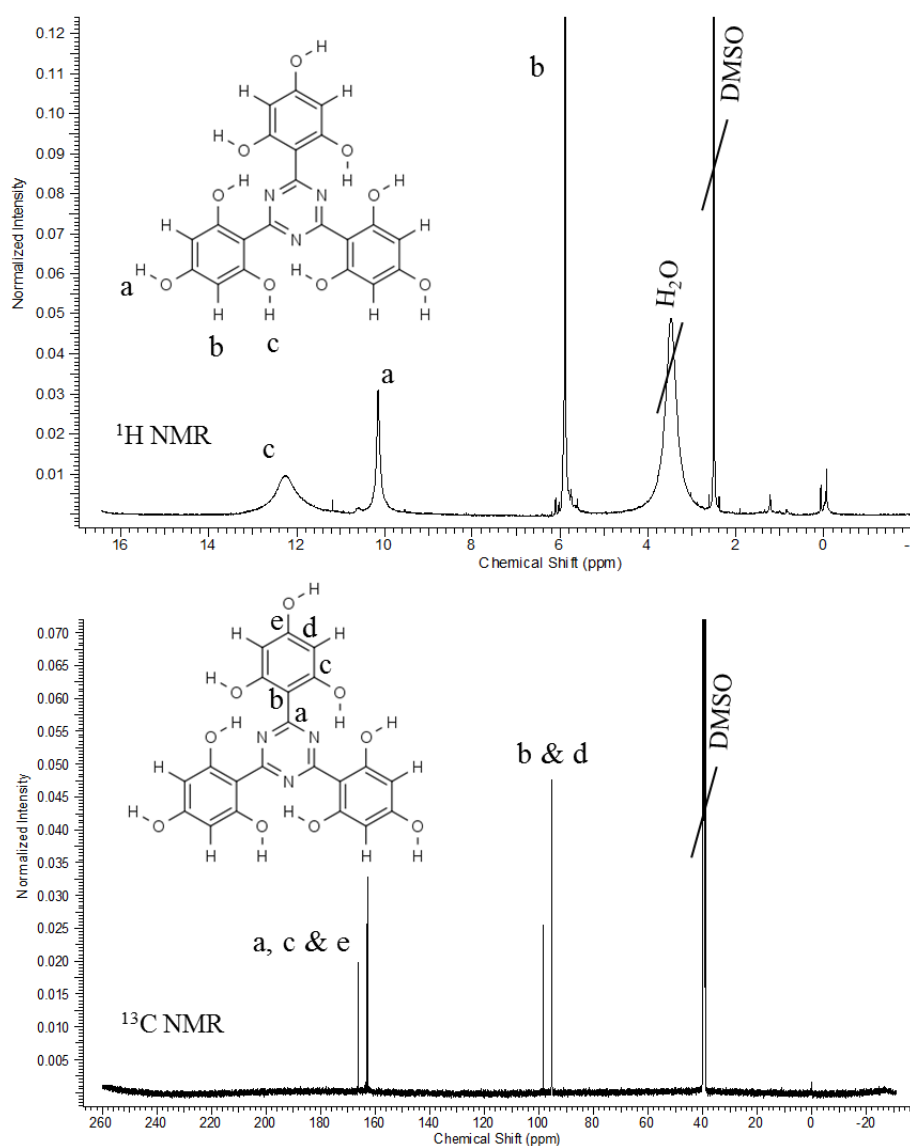 0.12
0.11
0.10
0.09
0.08
0.07
0.06
0.05
0.04
0.03
0.02
0.01
Normalized Intensity
H
O
H
H
H
O
O
H
H
O
H
N
N
O
H
H
N
H
O
H
O
H
O
H
O
H
H
H
a
b
c
b
DMSO
H₂O
a
c
¹H NMR
16 14 12 10 8 6 4 2 0 -
Chemical Shift (ppm)
0.070
0.065
0.060
0.055
0.050
0.045
0.040
0.035
0.030
0.025
0.020
0.015
0.010
0.005
Normalized Intensity
H
O
e
d
H
H
c
H
O
b
O
H
a
O
H
N
N
O
H
H
N
H
O
H
O
H
O
H
O
H
H
H
b & d
DMSO
a, c & e
¹³C NMR
260 240 220 200 180 160 140 120 100 80 60 40 20 0 -20
Chemical Shift (ppm)